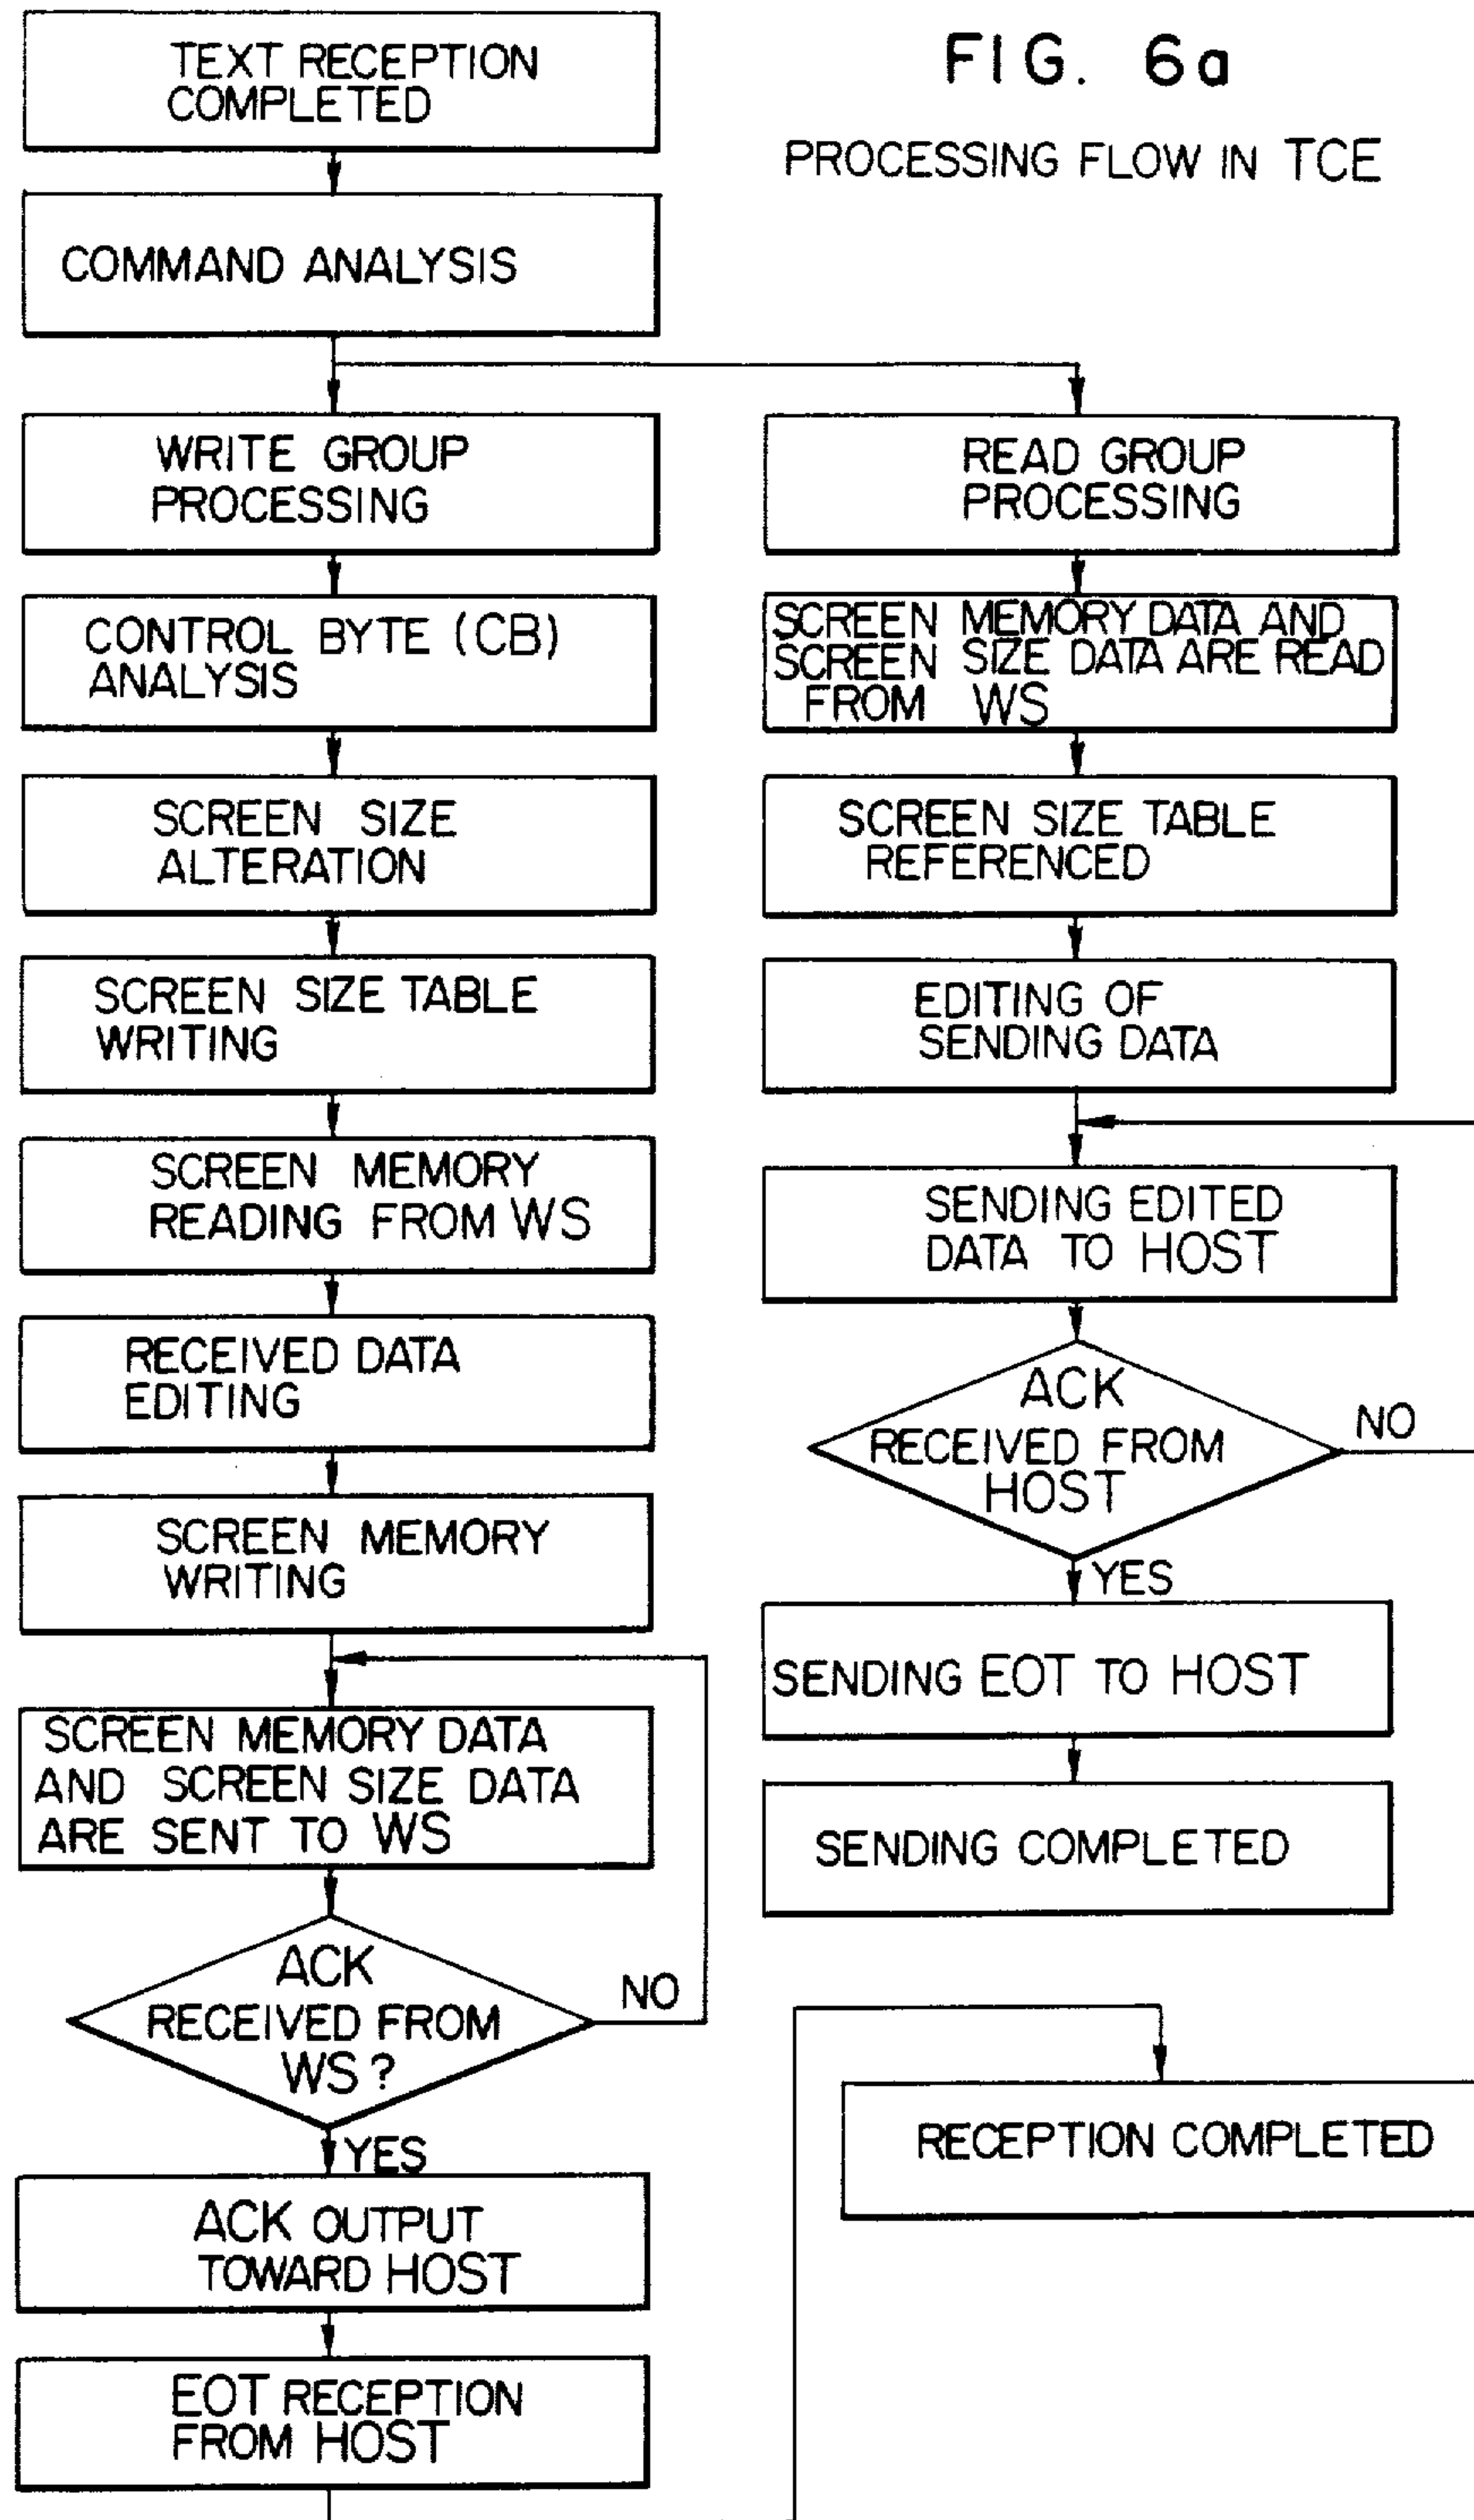 FIG. 6a
PROCESSING FLOW IN TCE
TEXT RECEPTION
COMPLETED
COMMAND ANALYSIS
WRITE GROUP
PROCESSING
CONTROL BYTE (CB)
ANALYSIS
SCREEN SIZE
ALTERATION
SCREEN SIZE TABLE
WRITING
SCREEN MEMORY
READING FROM WS
RECEIVED DATA
EDITING
SCREEN MEMORY
WRITING
SCREEN MEMORY DATA
AND SCREEN SIZE DATA
ARE SENT TO WS
ACK
RECEIVED FROM
WS ?
NO
YES
ACK OUTPUT
TOWARD HOST
EOT RECEPTION
FROM HOST
READ GROUP
PROCESSING
SCREEN MEMORY DATA AND
SCREEN SIZE DATA ARE READ
FROM WS
SCREEN SIZE TABLE
REFERENCED
EDITING OF
SENDING DATA
SENDING EDITED
DATA TO HOST
ACK
RECEIVED FROM
HOST
NO
YES
SENDING EOT TO HOST
SENDING COMPLETED
RECEPTION COMPLETED